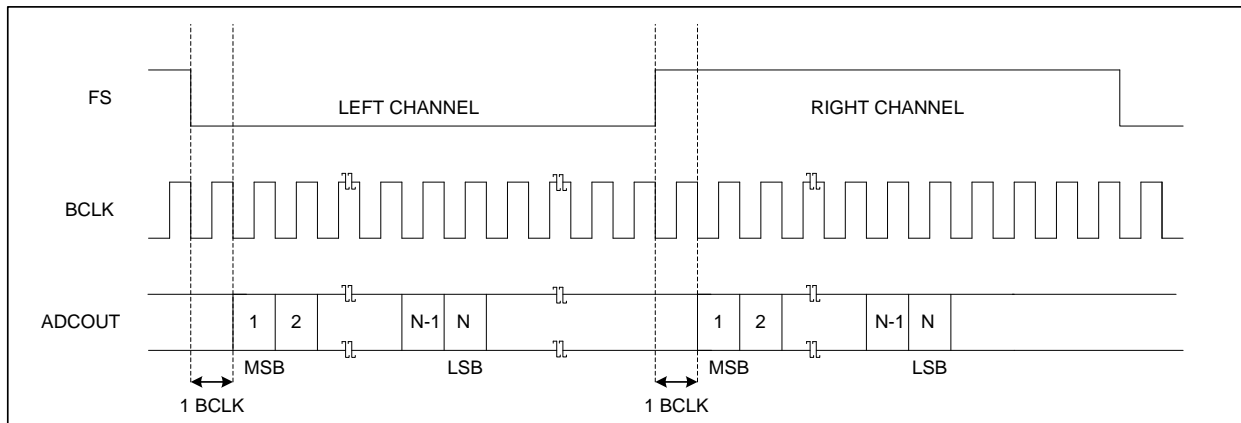 FS
LEFT CHANNEL
RIGHT CHANNEL
BCLK
ADCOUT
1 2 N-1 N 1 2 N-1 N
MSB LSB MSB LSB
1 BCLK 1 BCLK